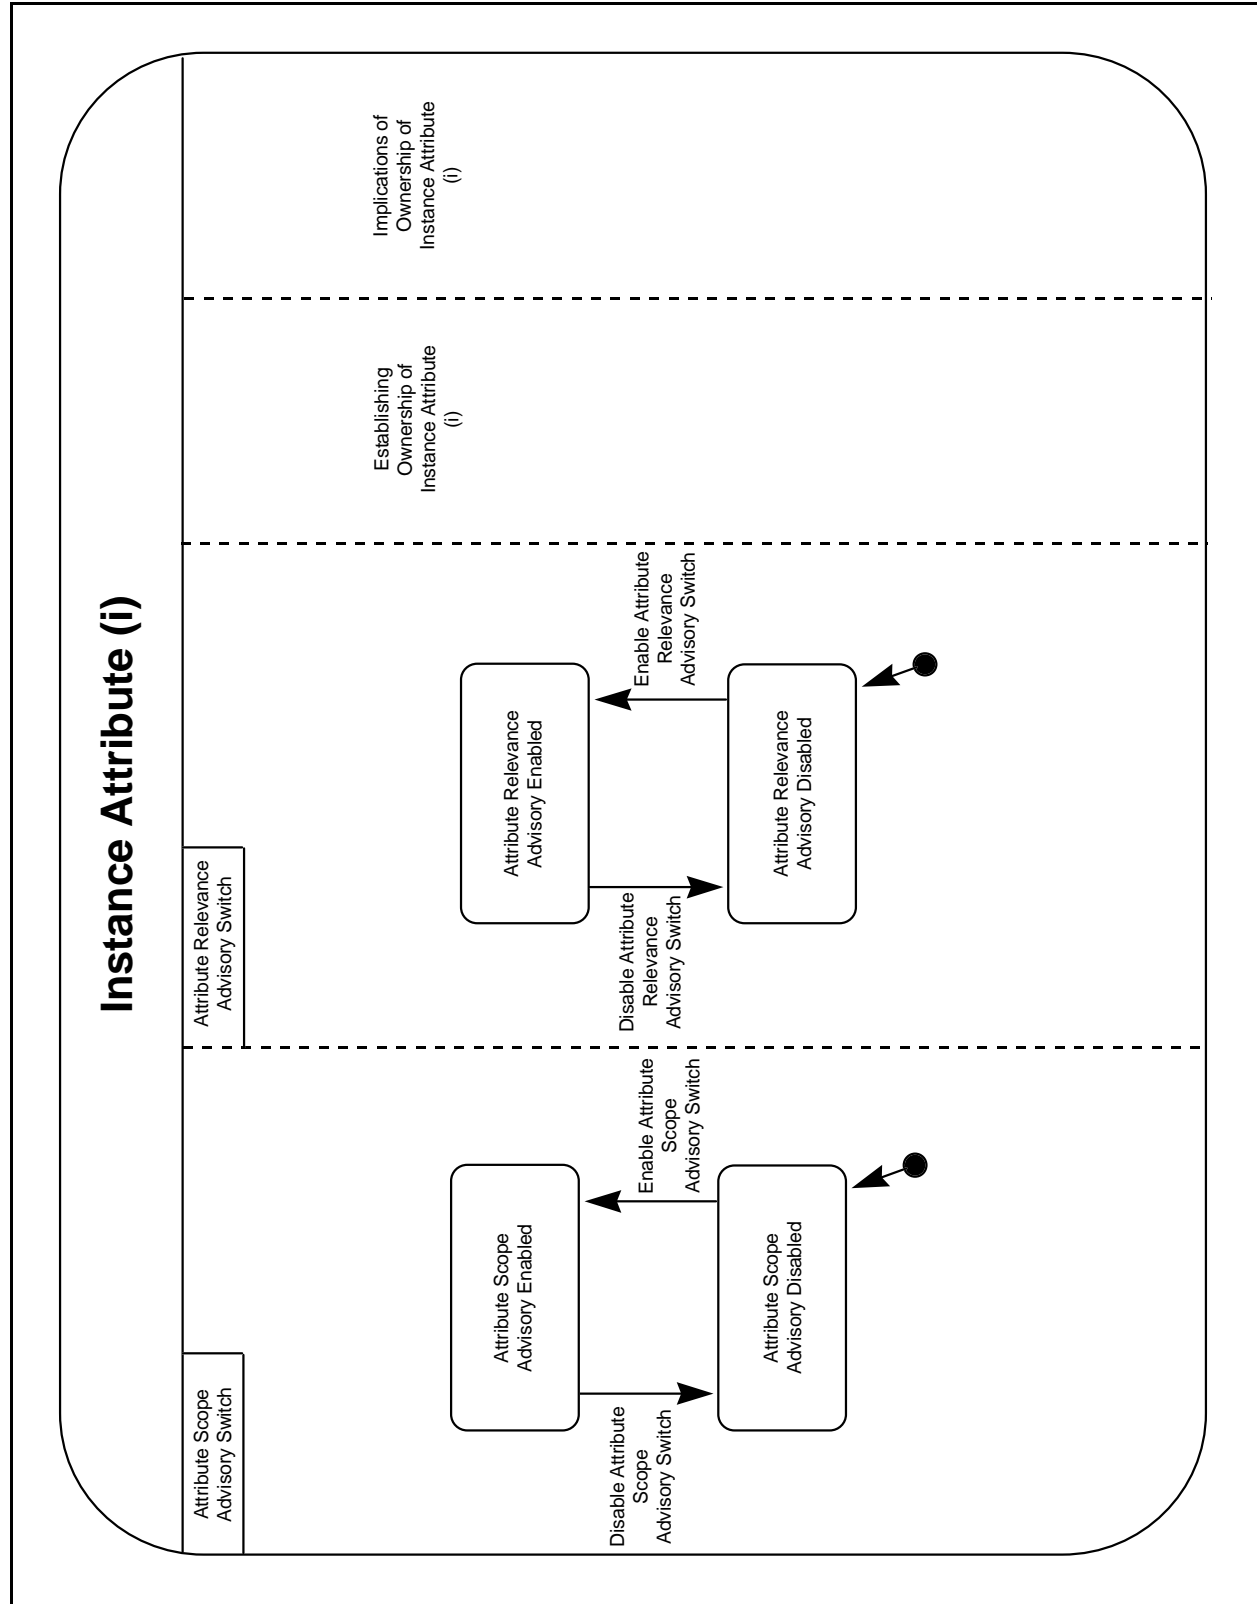 Instance Attribute (i)
Attribute Scope
Advisory Switch
Attribute Scope
Advisory Enabled
Disable Attribute
Scope
Advisory Switch
Enable Attribute
Scope
Advisory Switch
Attribute Scope
Advisory Disabled
Attribute Relevance
Advisory Switch
Attribute Relevance
Advisory Enabled
Disable Attribute
Relevance
Advisory Switch
Enable Attribute
Relevance
Advisory Switch
Attribute Relevance
Advisory Disabled
Establishing
Ownership of
Instance Attribute
(i)
Implications of
Ownership of
Instance Attribute
(i)